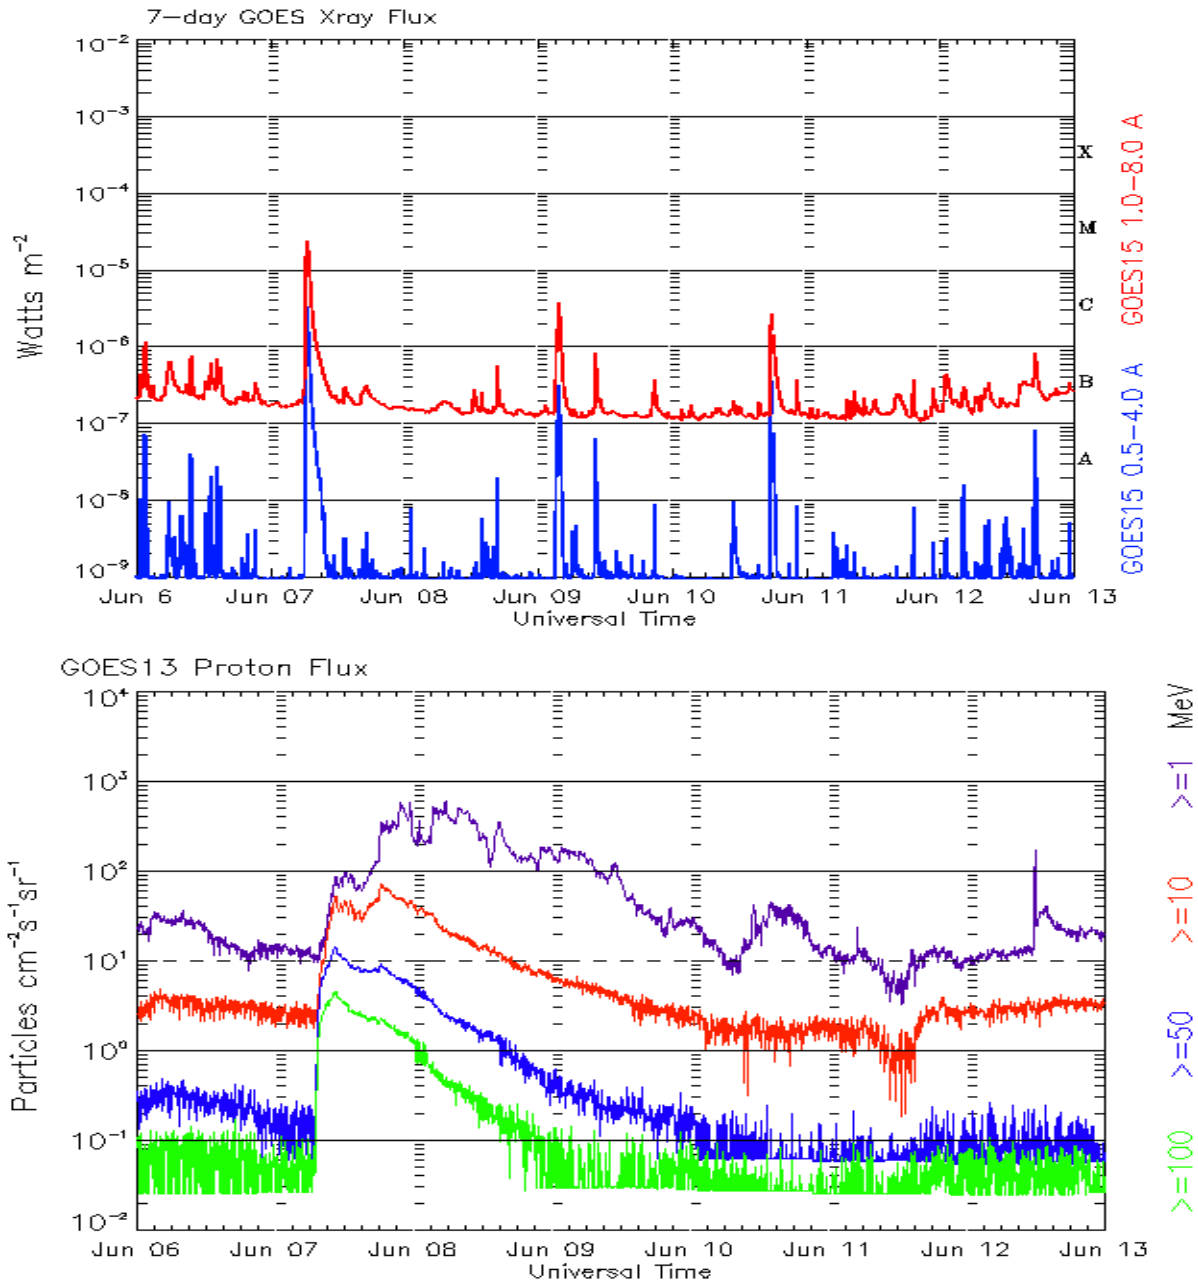 7-day GOES Xray Flux
10⁻²
10⁻³
10⁻⁴
10⁻⁵
10⁻⁶
10⁻⁷
10⁻⁸
10⁻⁹
Watts m⁻²
X
M
C
B
A
GOES15 1.0-8.0 A
GOES15 0.5-4.0 A
Jun 6 Jun 07 Jun 08 Jun 09 Jun 10 Jun 11 Jun 12 Jun 13
Universal Time
GOES13 Proton Flux
10⁴
10³
10²
10¹
10⁰
10⁻¹
10⁻²
Particles cm⁻²s⁻¹sr⁻¹
MeV
>=1
>=10
>=50
>=100
Jun 06 Jun 07 Jun 08 Jun 09 Jun 10 Jun 11 Jun 12 Jun 13
Universal Time